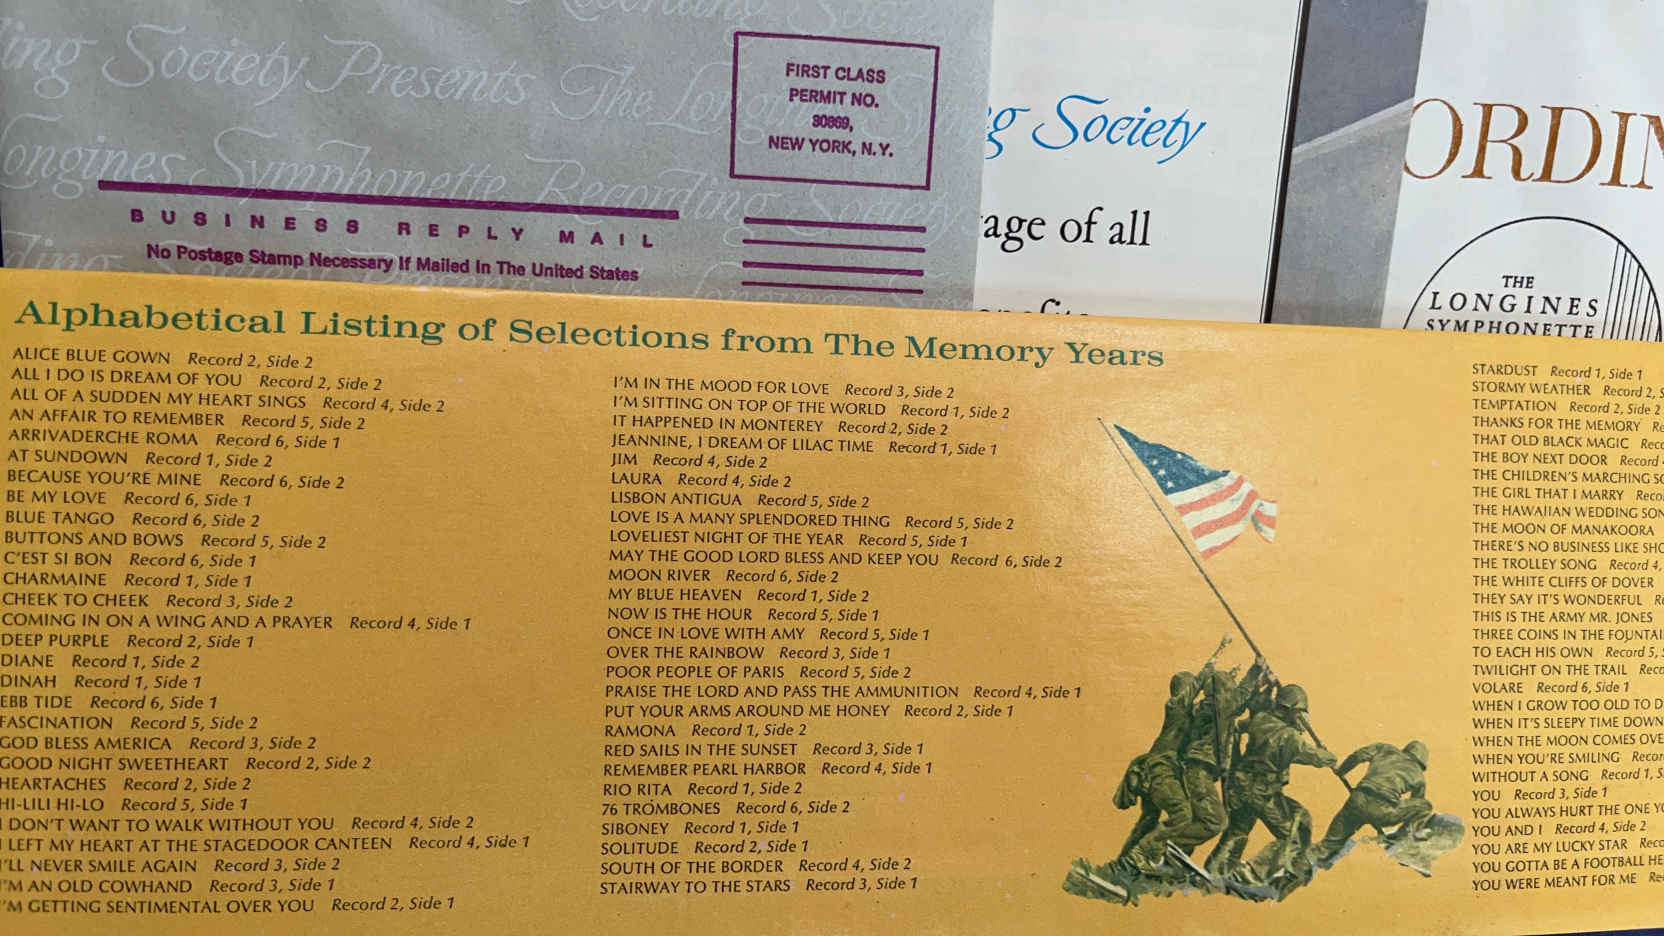 Recording Society
ing Society Presents The Longines Sym
Longines Symphonette Recording Society
FIRST CLASS
PERMIT NO.
30869,
NEW YORK, N.Y.
BUSINESS REPLY MAIL
No Postage Stamp Necessary If Mailed In The United States
g Society
age of all
ORDIN
THE
LONGINES
SYMPHONETTE
Alphabetical Listing of Selections from The Memory Years
ALICE BLUE GOWN Record 2, Side 2
ALL I DO IS DREAM OF YOU Record 2, Side 2
ALL OF A SUDDEN MY HEART SINGS Record 4, Side 2
AN AFFAIR TO REMEMBER Record 5, Side 2
ARRIVADERCHE ROMA Record 6, Side 1
AT SUNDOWN Record 1, Side 2
BECAUSE YOU'RE MINE Record 6, Side 2
BE MY LOVE Record 6, Side 1
BLUE TANGO Record 6, Side 2
BUTTONS AND BOWS Record 5, Side 2
C'EST SI BON Record 6, Side 1
CHARMAINE Record 1, Side 1
CHEEK TO CHEEK Record 3, Side 2
COMING IN ON A WING AND A PRAYER Record 4, Side 1
DEEP PURPLE Record 2, Side 1
DIANE Record 1, Side 2
DINAH Record 1, Side 1
EBB TIDE Record 6, Side 1
FASCINATION Record 5, Side 2
GOD BLESS AMERICA Record 3, Side 2
GOOD NIGHT SWEETHEART Record 2, Side 2
HEARTACHES Record 2, Side 2
HI-LILI HI-LO Record 5, Side 1
I DON'T WANT TO WALK WITHOUT YOU Record 4, Side 2
I LEFT MY HEART AT THE STAGEDOOR CANTEEN Record 4, Side 1
I'LL NEVER SMILE AGAIN Record 3, Side 2
I'M AN OLD COWHAND Record 3, Side 1
I'M GETTING SENTIMENTAL OVER YOU Record 2, Side 1
I'M IN THE MOOD FOR LOVE Record 3, Side 2
I'M SITTING ON TOP OF THE WORLD Record 1, Side 2
IT HAPPENED IN MONTEREY Record 2, Side 2
JEANNINE, I DREAM OF LILAC TIME Record 1, Side 1
JIM Record 4, Side 2
LAURA Record 4, Side 2
LISBON ANTIGUA Record 5, Side 2
LOVE IS A MANY SPLENDORED THING Record 5, Side 2
LOVELIEST NIGHT OF THE YEAR Record 5, Side 1
MAY THE GOOD LORD BLESS AND KEEP YOU Record 6, Side 2
MOON RIVER Record 6, Side 2
MY BLUE HEAVEN Record 1, Side 2
NOW IS THE HOUR Record 5, Side 1
ONCE IN LOVE WITH AMY Record 5, Side 1
OVER THE RAINBOW Record 3, Side 1
POOR PEOPLE OF PARIS Record 5, Side 2
PRAISE THE LORD AND PASS THE AMMUNITION Record 4, Side 1
PUT YOUR ARMS AROUND ME HONEY Record 2, Side 1
RAMONA Record 1, Side 2
RED SAILS IN THE SUNSET Record 3, Side 1
REMEMBER PEARL HARBOR Record 4, Side 1
RIO RITA Record 1, Side 2
76 TROMBONES Record 6, Side 2
SIBONEY Record 1, Side 1
SOLITUDE Record 2, Side 1
SOUTH OF THE BORDER Record 4, Side 2
STAIRWAY TO THE STARS Record 3, Side 1
STARDUST Record 1, Side 1
STORMY WEATHER Record 2, S
TEMPTATION Record 2, Side 2
THANKS FOR THE MEMORY Re
THAT OLD BLACK MAGIC Reco
THE BOY NEXT DOOR Record
THE CHILDREN'S MARCHING SO
THE GIRL THAT I MARRY Reco
THE HAWAIIAN WEDDING SON
THE MOON OF MANAKOORA
THERE'S NO BUSINESS LIKE SHO
THE TROLLEY SONG Record 4,
THE WHITE CLIFFS OF DOVER
THEY SAY IT'S WONDERFUL Re
THIS IS THE ARMY MR. JONES
THREE COINS IN THE FOUNTAI
TO EACH HIS OWN Record 5, S
TWILIGHT ON THE TRAIL Reco
VOLARE Record 6, Side 1
WHEN I GROW TOO OLD TO D
WHEN IT'S SLEEPY TIME DOWN
WHEN THE MOON COMES OVE
WHEN YOU'RE SMILING Recor
WITHOUT A SONG Record 1, S
YOU Record 3, Side 1
YOU ALWAYS HURT THE ONE YO
YOU AND I Record 4, Side 2
YOU ARE MY LUCKY STAR Reco
YOU GOTTA BE A FOOTBALL HE
YOU WERE MEANT FOR ME Re